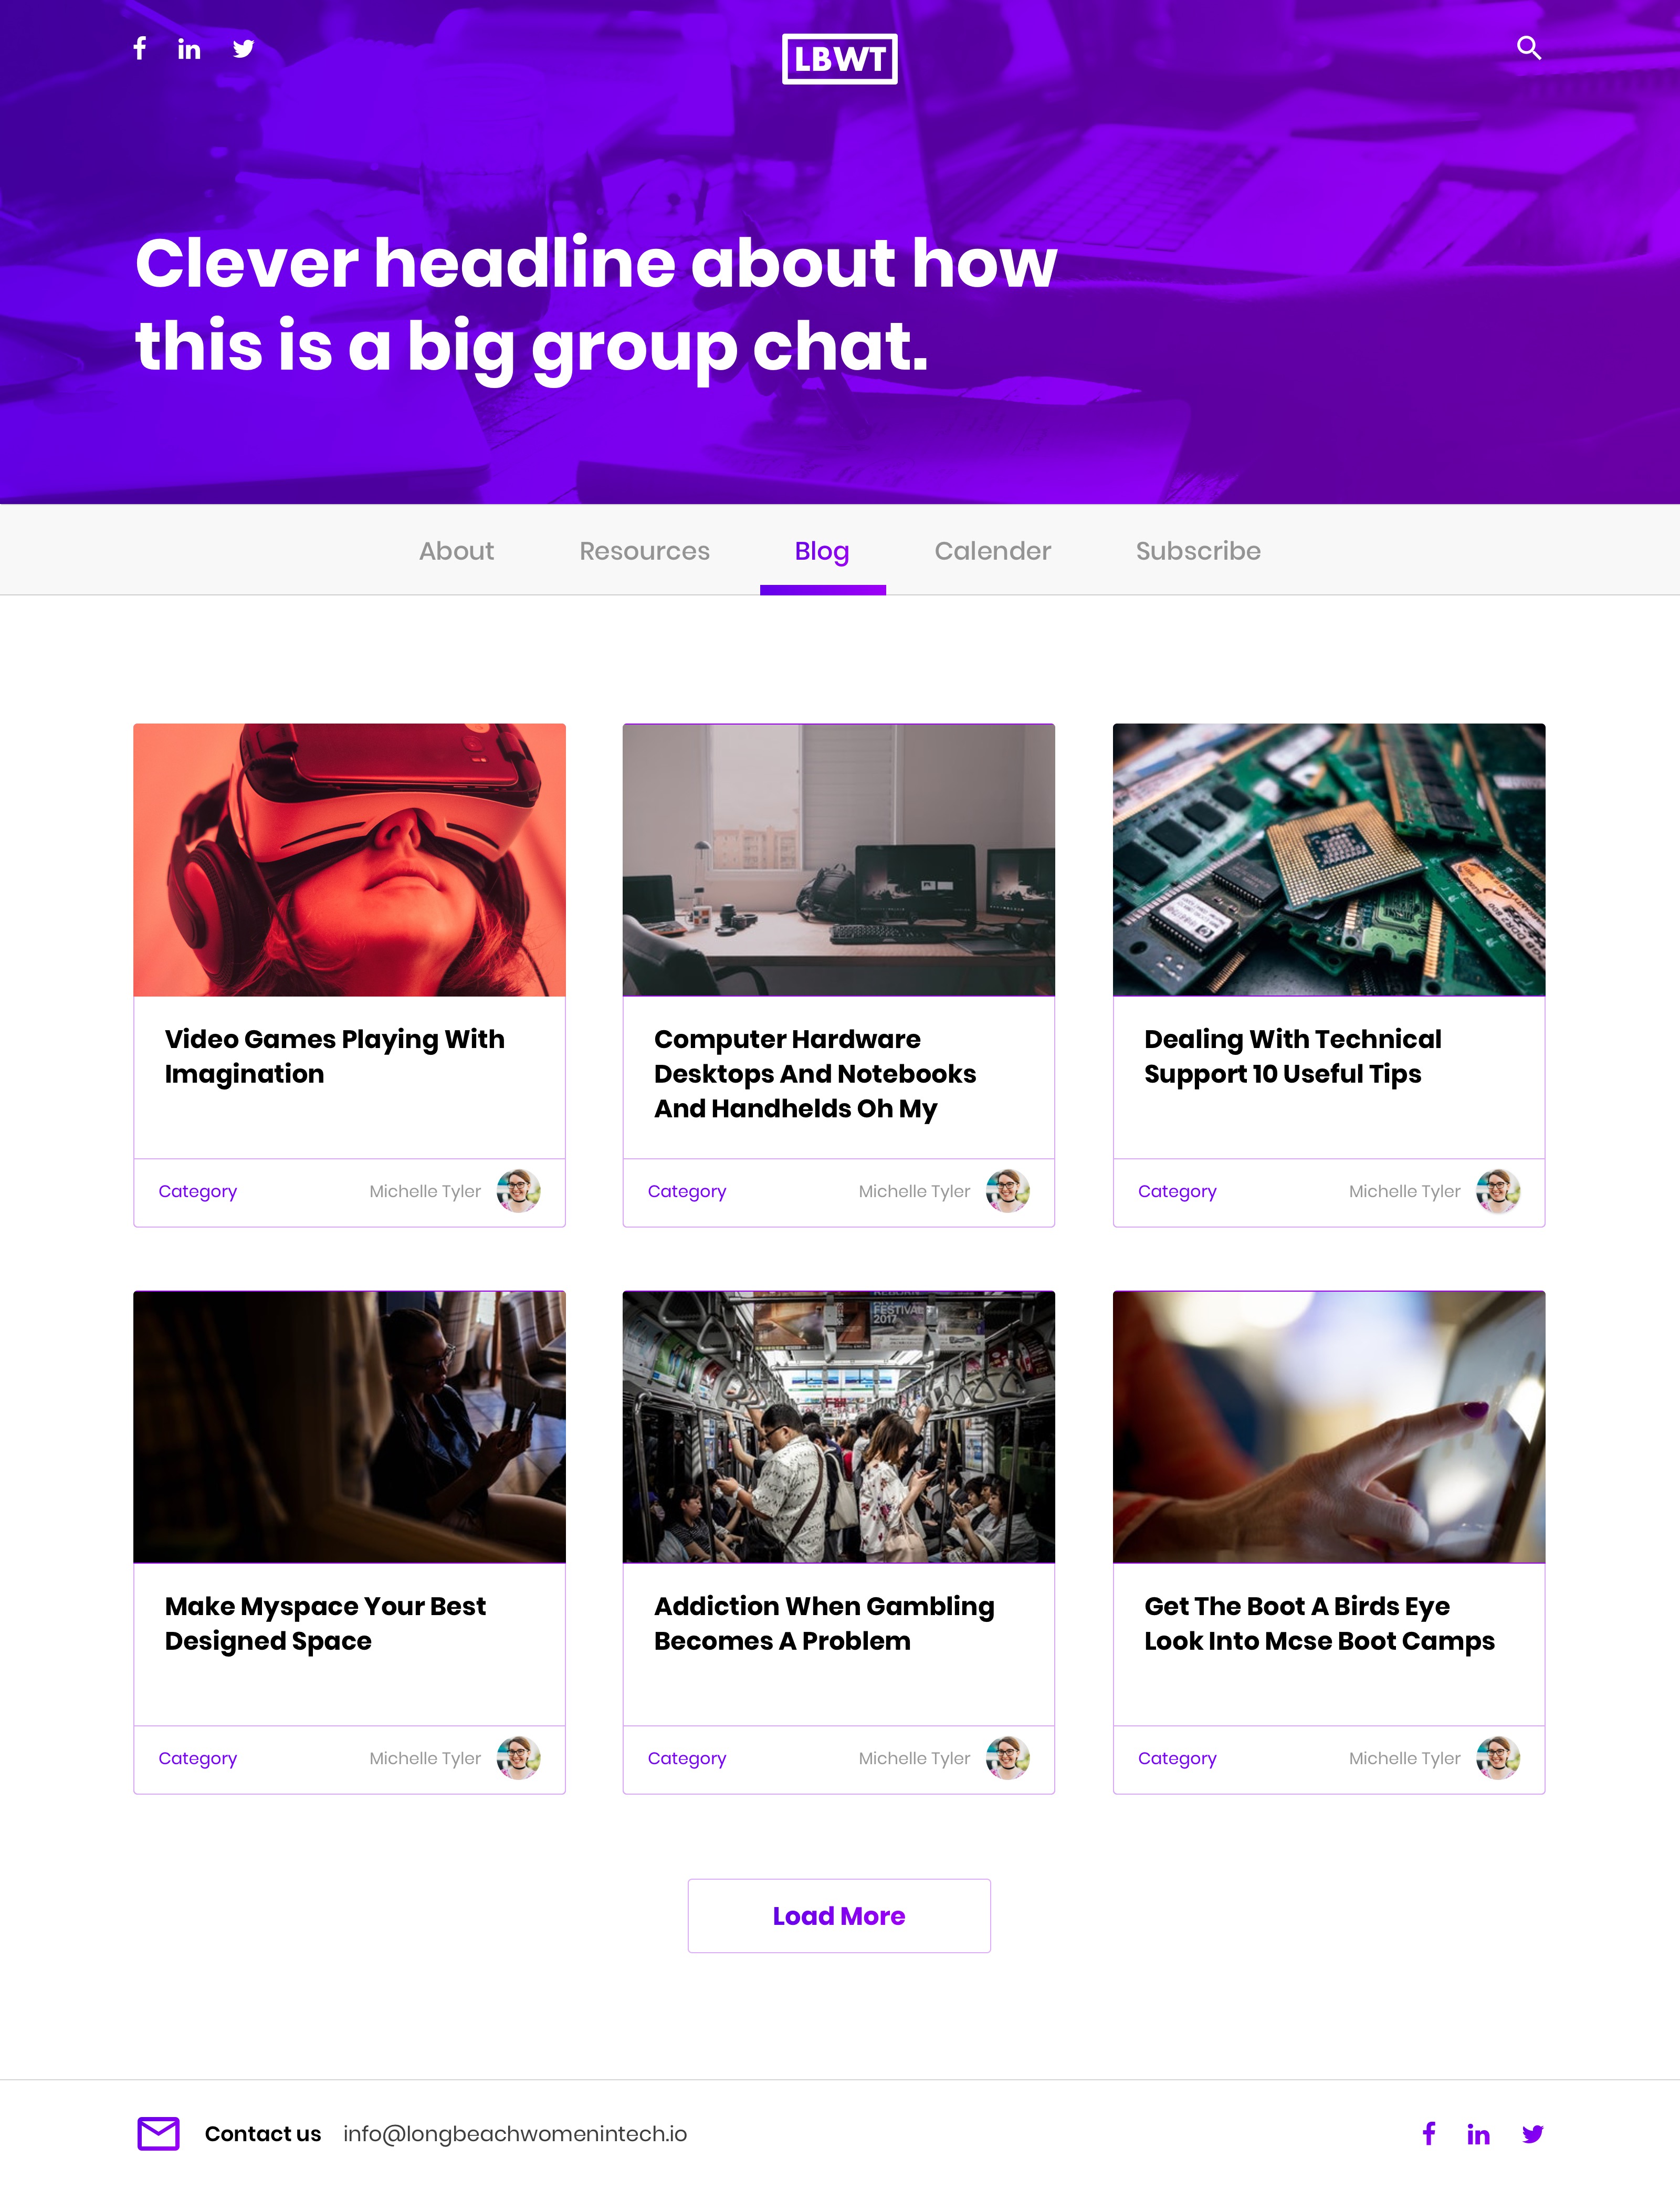 LBWT
Clever headline about how
this is a big group chat.
About Resources Blog Calender Subscribe
Video Games Playing With
Imagination
Category Michelle Tyler
Computer Hardware
Desktops And Notebooks
And Handhelds Oh My
Category Michelle Tyler
Dealing With Technical
Support 10 Useful Tips
Category Michelle Tyler
FESTIVAL
2017
Make Myspace Your Best
Designed Space
Category Michelle Tyler
Addiction When Gambling
Becomes A Problem
Category Michelle Tyler
Get The Boot A Birds Eye
Look Into Mcse Boot Camps
Category Michelle Tyler
Load More
Contact us info@longbeachwomenintech.io